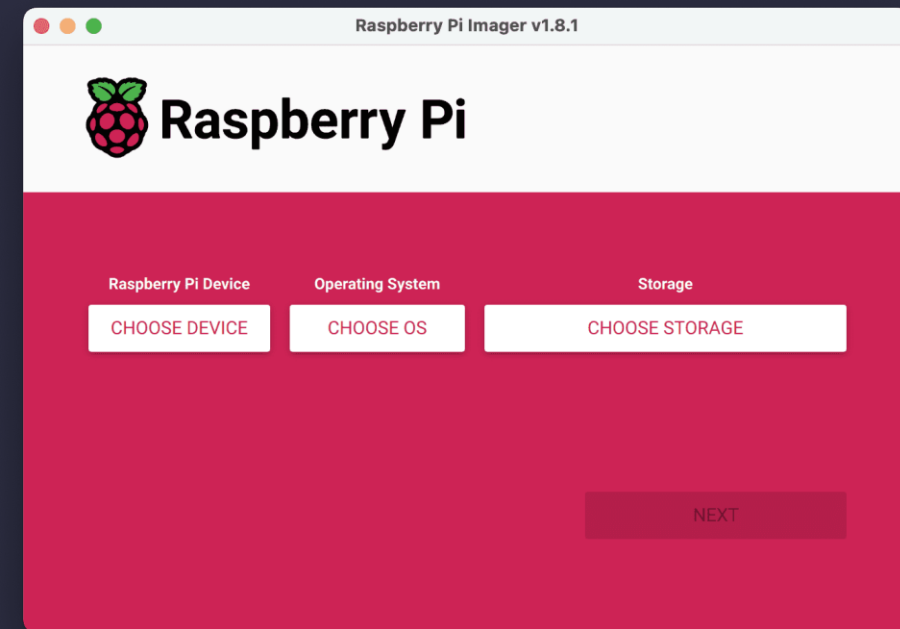 Raspberry Pi Imager v1.8.1
Raspberry Pi
Raspberry Pi Device
Operating System
Storage
CHOOSE DEVICE
CHOOSE OS
CHOOSE STORAGE
NEXT